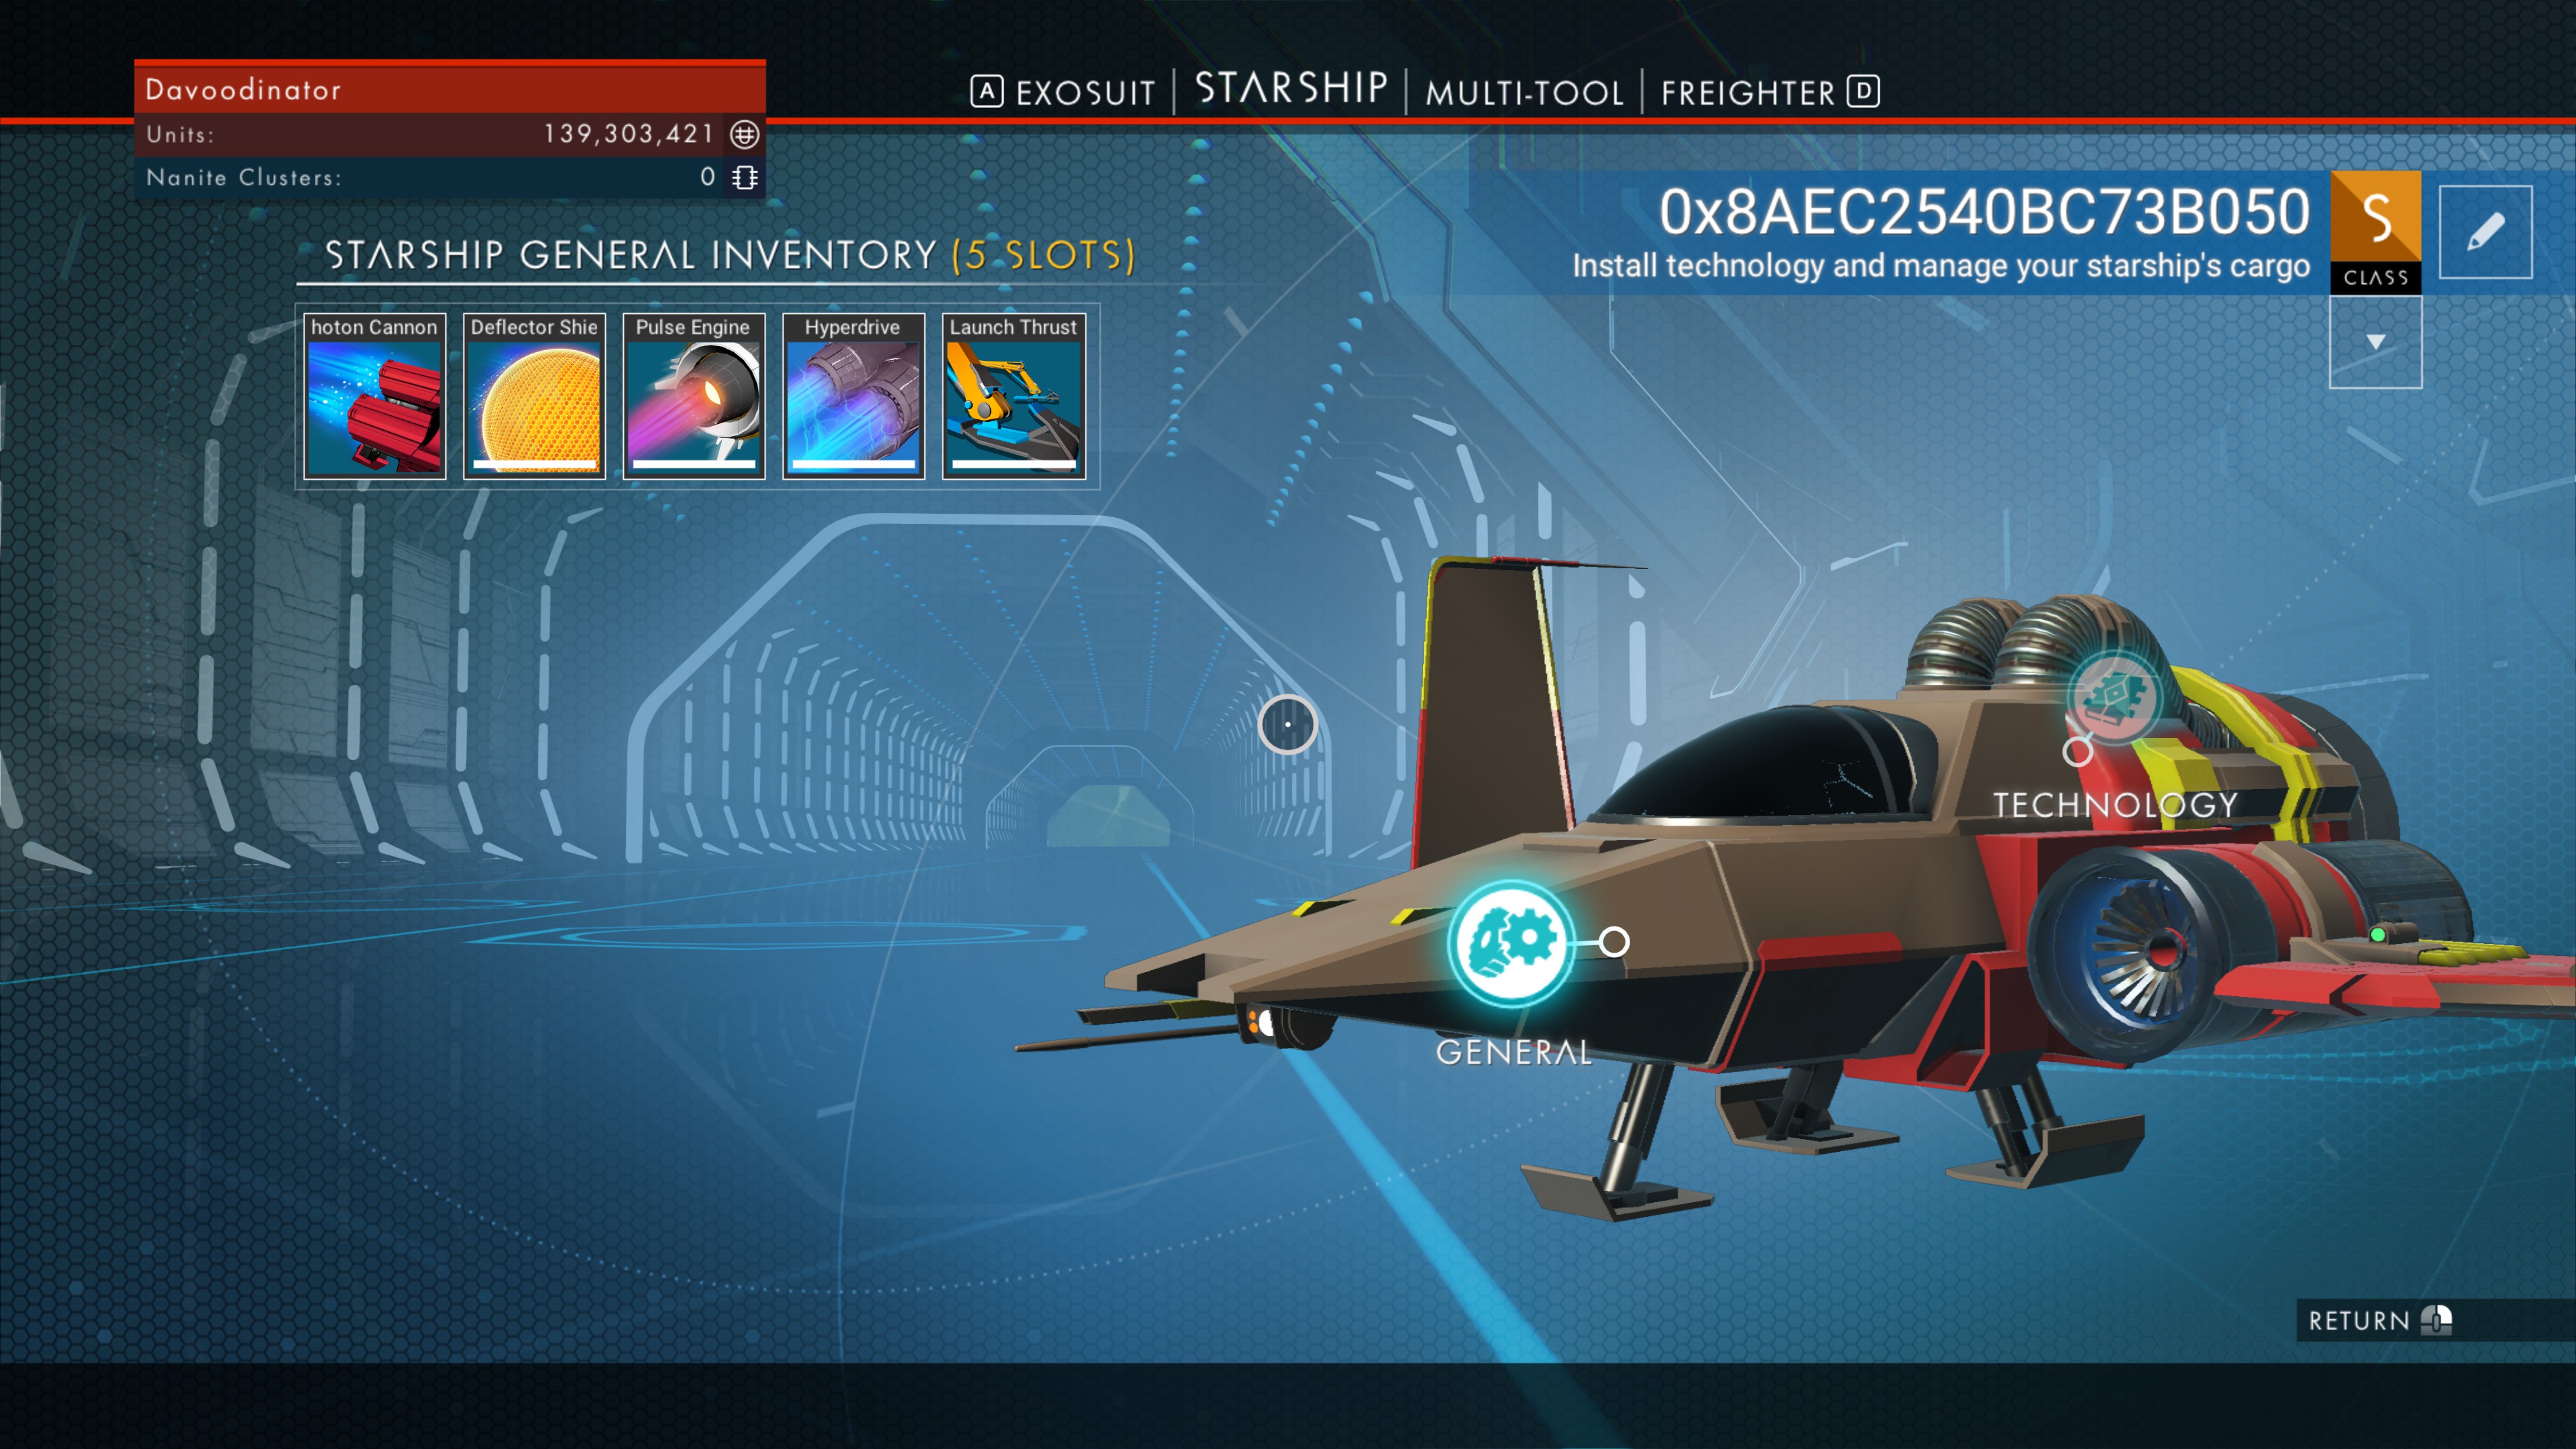 Davoodinator
Units: 139,303,421
Nanite Clusters: 0
A EXOSUIT STARSHIP MULTI-TOOL FREIGHTER D
0x8AEC2540BC73B050
Install technology and manage your starship's cargo
S
CLASS
STARSHIP GENERAL INVENTORY (5 SLOTS)
hoton Cannon Deflector Shie Pulse Engine Hyperdrive Launch Thrust
TECHNOLOGY
GENERAL
RETURN